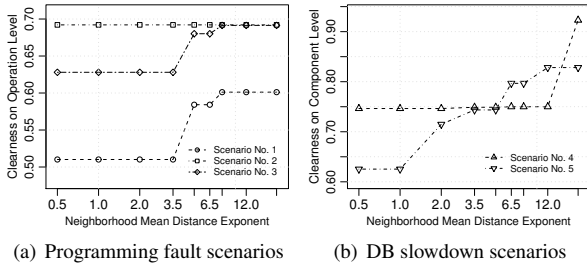 Clearness on Operation Level
0.70
0.65
0.60
0.55
0.50
Scenario No. 1
Scenario No. 2
Scenario No. 3
0.5 1.0 2.0 3.5 6.5 12.0
Neighborhood Mean Distance Exponent
(a) Programming fault scenarios
Clearness on Component Level
0.90
0.80
0.70
0.60
Scenario No. 4
Scenario No. 5
0.5 1.0 2.0 3.5 6.5 12.0
Neighborhood Mean Distance Exponent
(b) DB slowdown scenarios